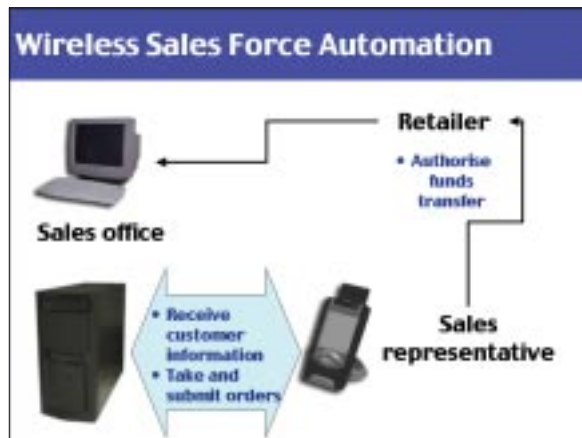 Wireless Sales Force Automation
Retailer
• Authorise
funds
transfer
Sales office
• Receive
customer
information
• Take and
submit orders
Sales
representative